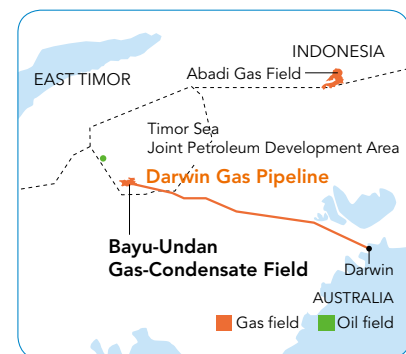 INDONESIA
EAST TIMOR
Abadi Gas Field
Timor Sea
Joint Petroleum Development Area
Darwin Gas Pipeline
Bayu-Undan
Gas-Condensate Field
Darwin
AUSTRALIA
Gas field
Oil field